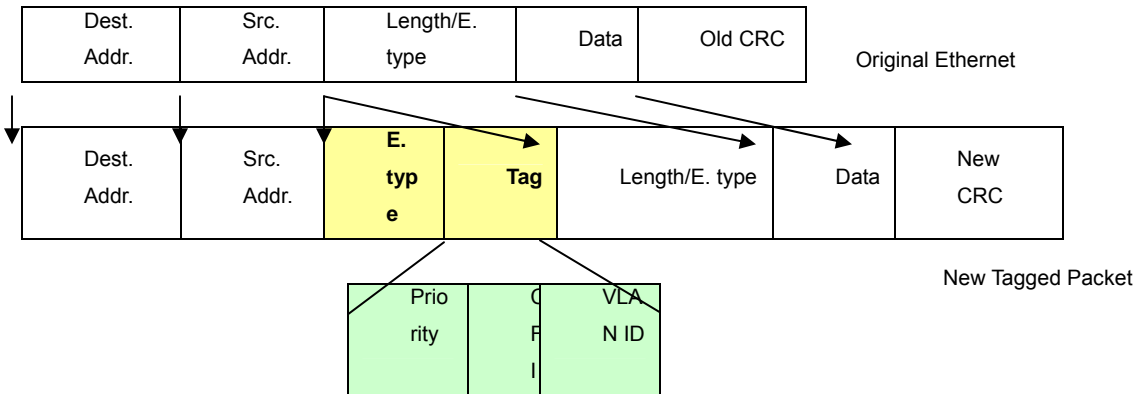 Dest.
Addr.
Src.
Addr.
Length/E.
type
Data
Old CRC
Original Ethernet
Dest.
Addr.
Src.
Addr.
E.
typ
e
Tag
Length/E. type
Data
New
CRC
New Tagged Packet
Prio
rity
C
F
I
VLA
N ID